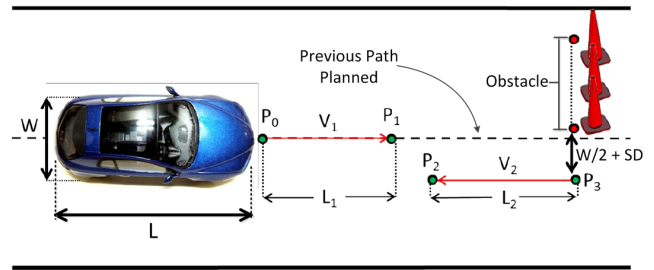 Previous Path
Planned
Obstacle
W
P0
V1
P1
W/2 + SD
P2
V2
P3
L1
L2
L